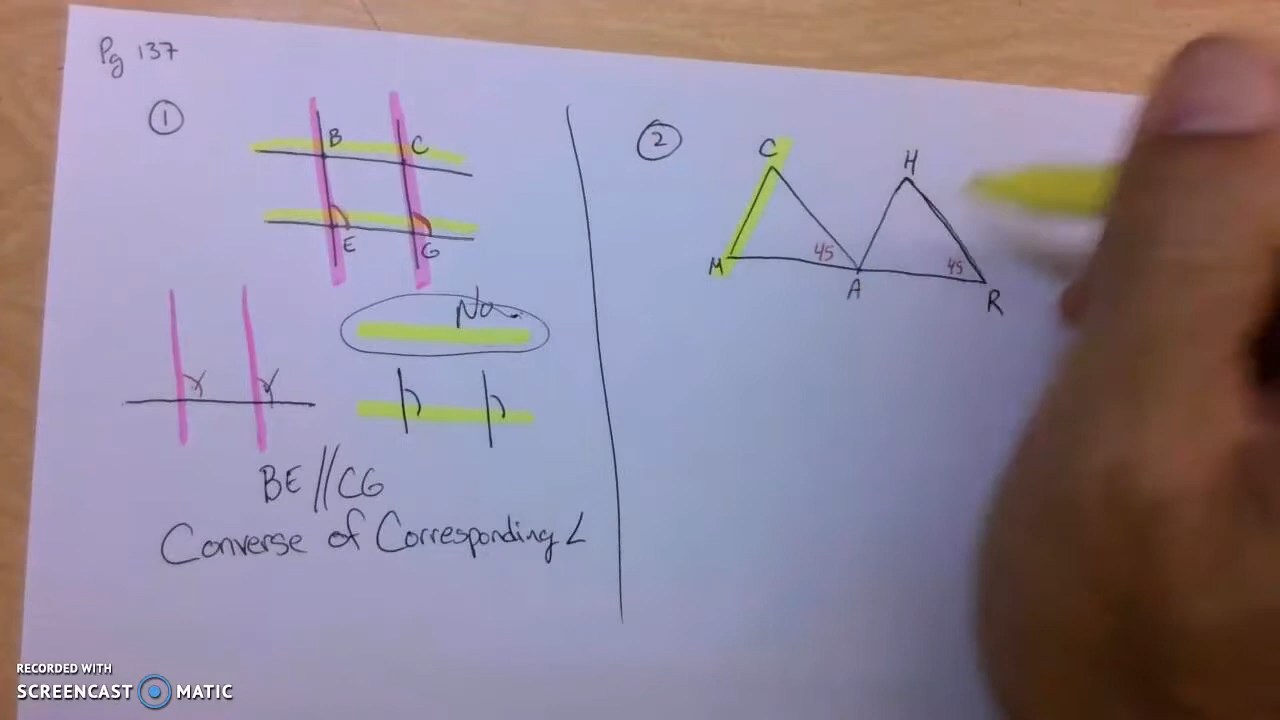 Pg 137
1
B
C
E
G
No
BE//CG
Converse of Corresponding ∠
2
C
H
M
45
A
45
R
RECORDED WITH
SCREENCAST MATIC